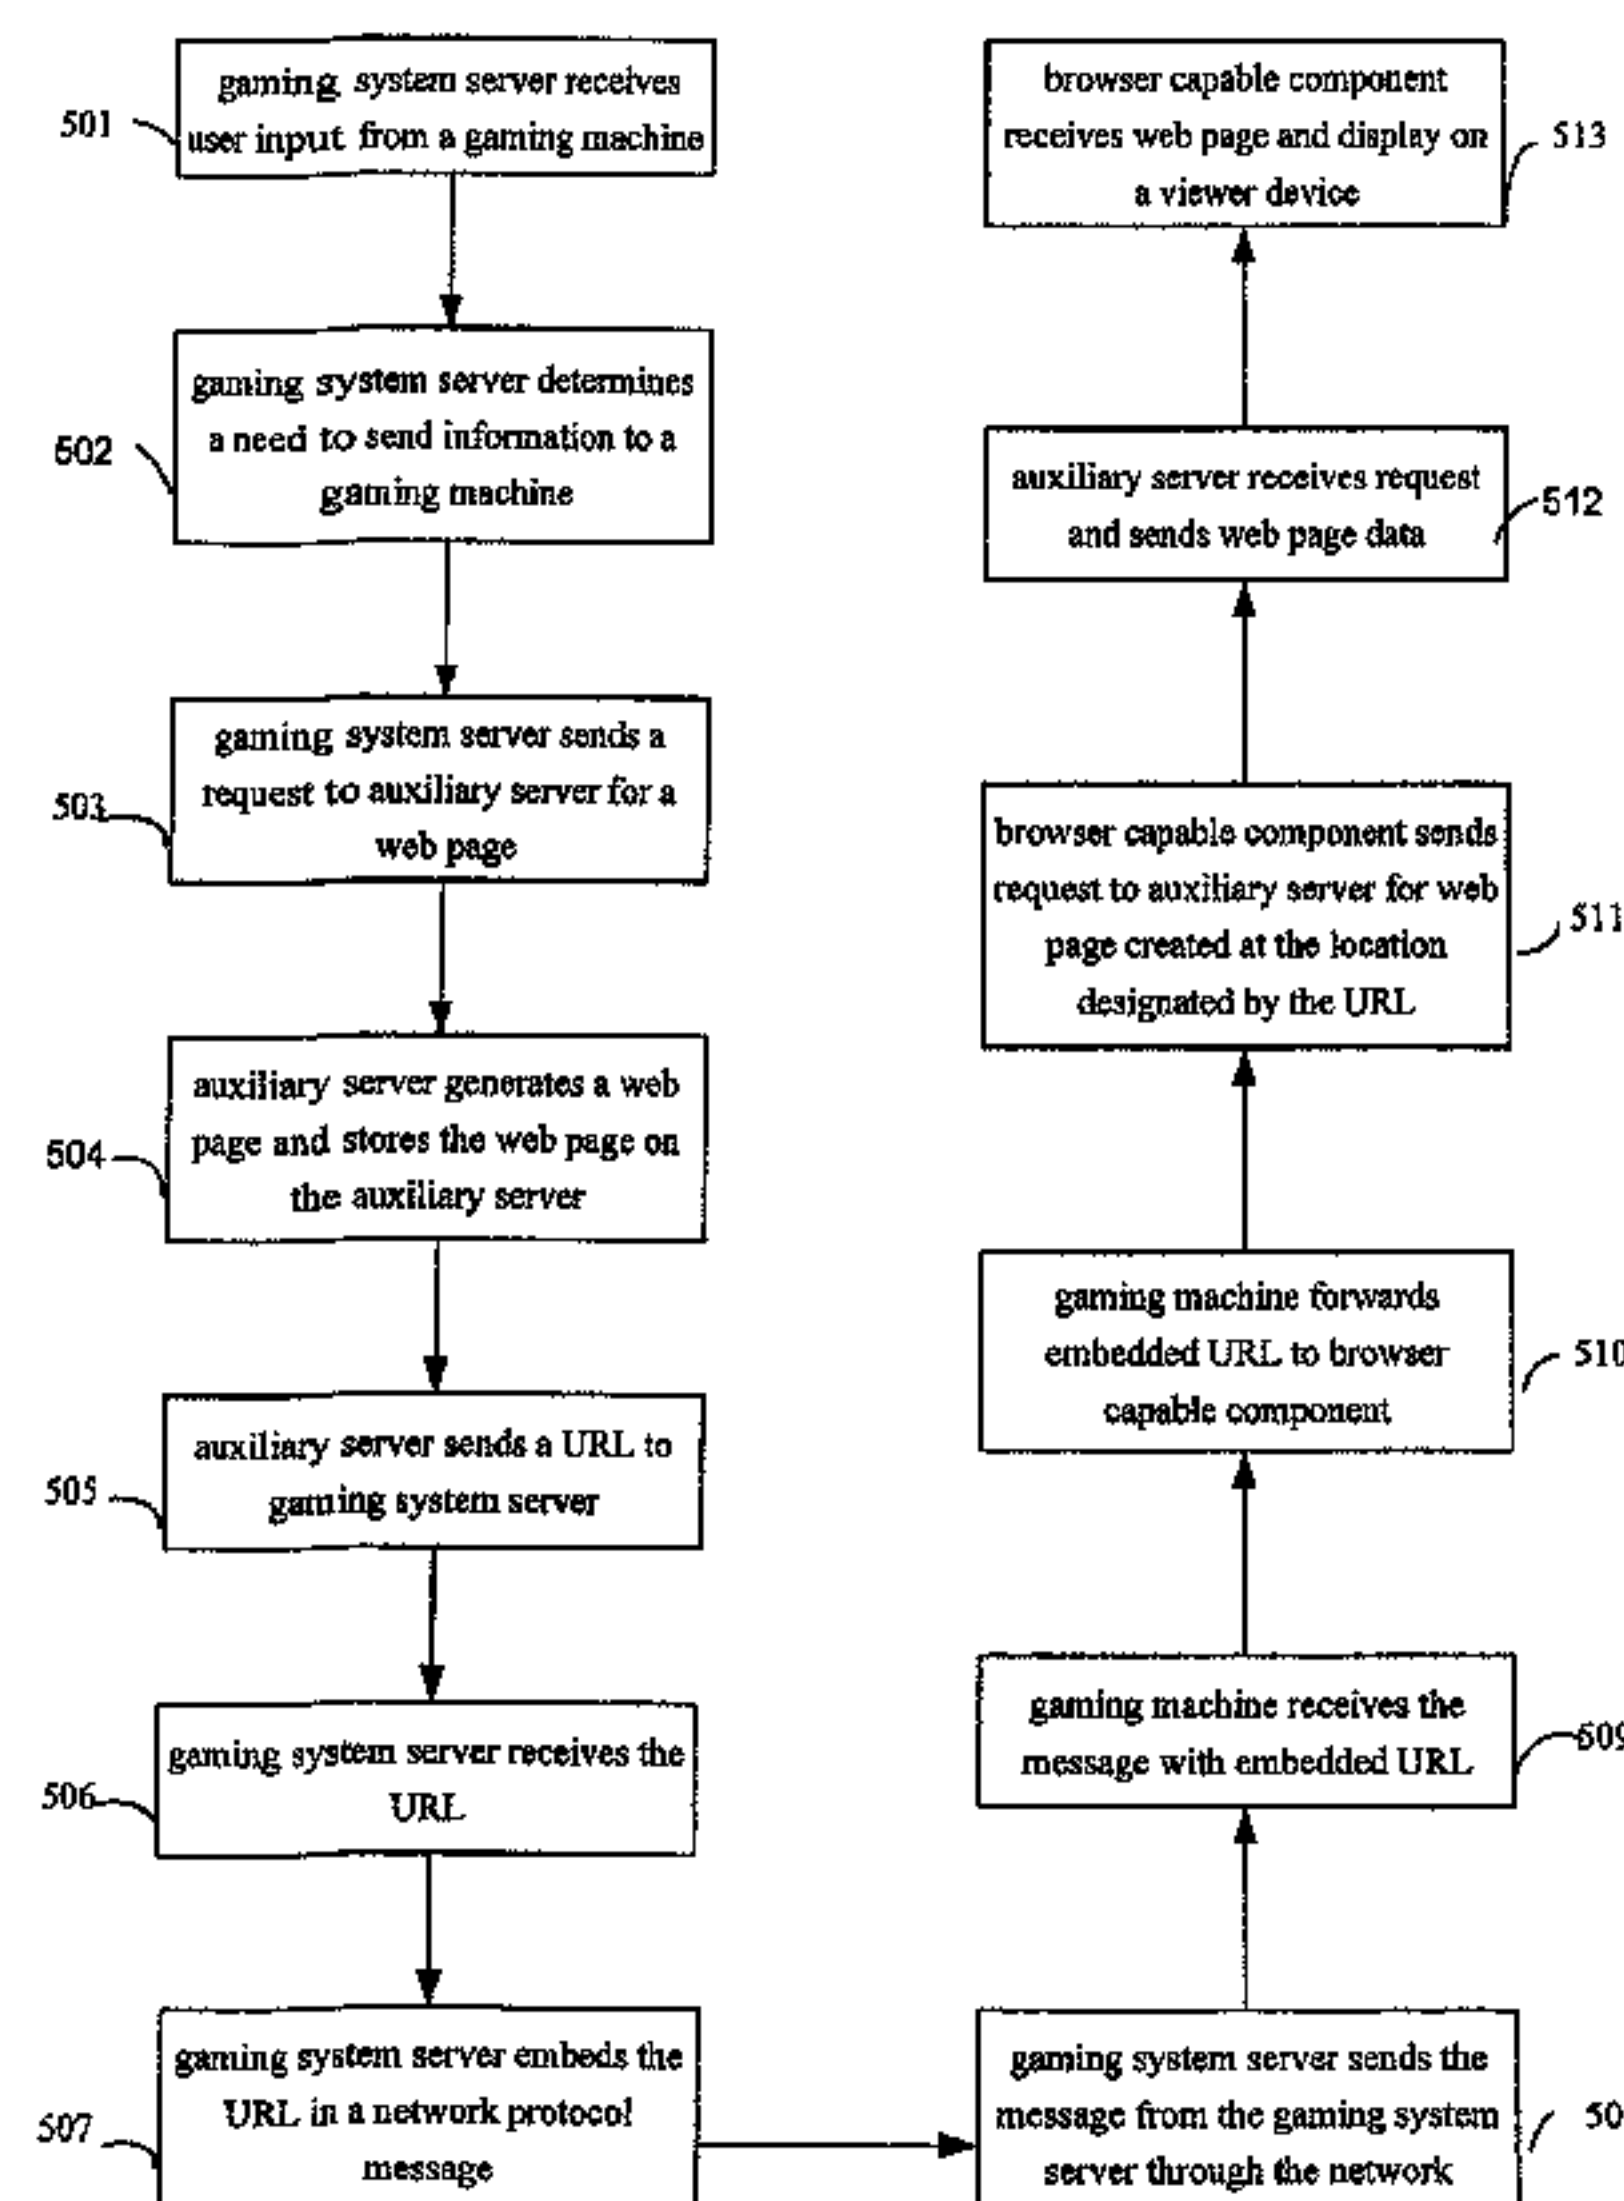 gaming system server receives
user input from a gaming machine
501
gaming system server determines
a need to send information to a
gaming machine
502
gaming system server sends a
request to auxiliary server for a
web page
503
auxiliary server generates a web
page and stores the web page on
the auxiliary server
504
auxiliary server sends a URL to
gaming system server
505
gaming system server receives the
URL
506
gaming system server embeds the
URL in a network protocol
message
507
gaming system server sends the
message from the gaming system
server through the network
50
gaming machine receives the
message with embedded URL
509
gaming machine forwards
embedded URL to browser
capable component
510
browser capable component sends
request to auxiliary server for web
page created at the location
designated by the URL
511
auxiliary server receives request
and sends web page data
512
browser capable component
receives web page and display on
a viewer device
513